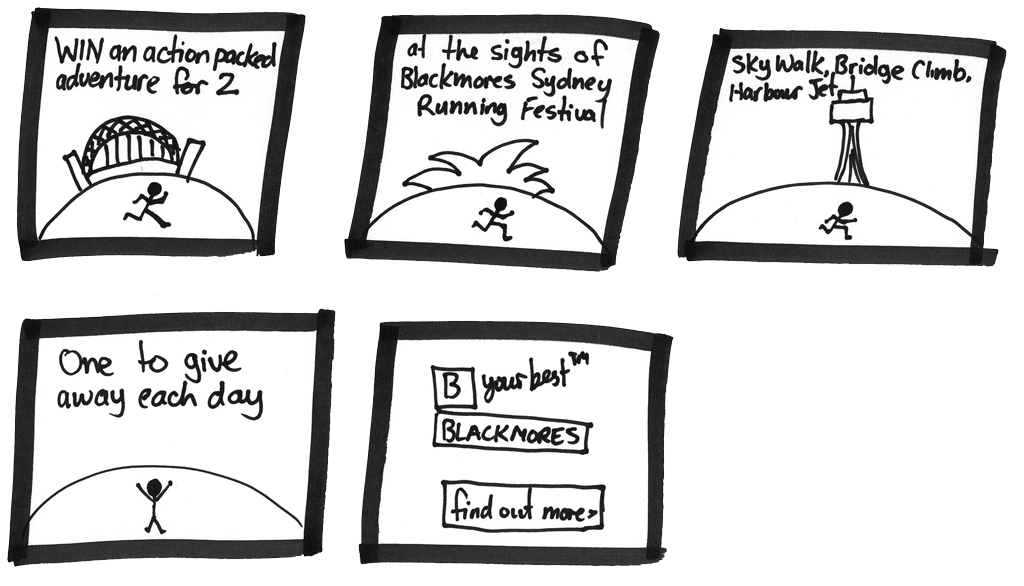 WIN an action packed
adventure for 2
at the sights of
Blackmores Sydney
Running Festival
Sky Walk, Bridge Climb,
Harbour Jet
One to give
away each day
B your best™
BLACKMORES
find out more>